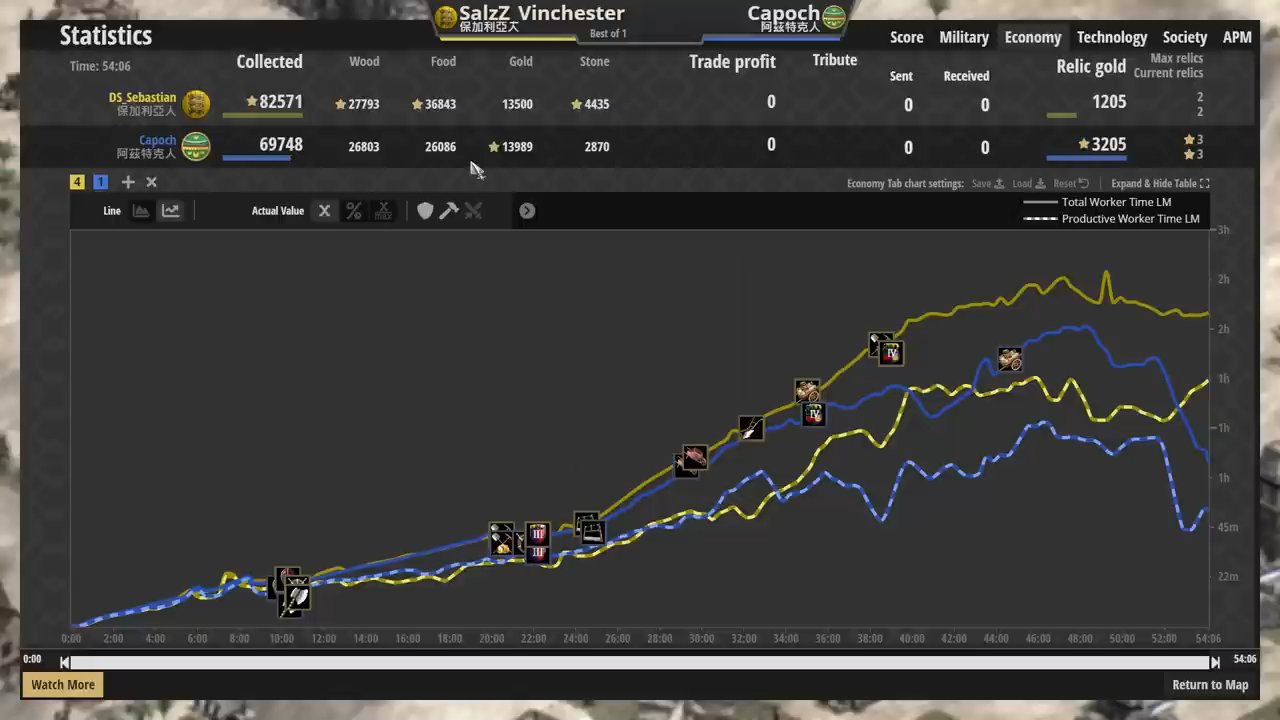 SalzZ_Vinchester
保加利亞人
Best of 1
Capoch
阿茲特克人
Statistics
Score Military Economy Technology Society APM
Time: 54:06
Collected Wood Food Gold Stone Trade profit Tribute Sent Received Relic gold Max relics
Current relics
DS_Sebastian
保加利亞人
82571 27793 36843 13500 4435 0 0 0 1205 2
2
Capoch
阿茲特克人
69748 26803 26086 13989 2870 0 0 0 3205 3
3
4 1
Economy Tab chart settings: Save Load Reset Expand & Hide Table
Line Actual Value X % X max
Total Worker Time LM
Productive Worker Time LM
3h
2h
2h
1h
1h
1h
45m
22m
III
III
IV
IV
0:00 2:00 4:00 6:00 8:00 10:00 12:00 14:00 16:00 18:00 20:00 22:00 24:00 26:00 28:00 30:00 32:00 34:00 36:00 38:00 40:00 42:00 44:00 46:00 48:00 50:00 52:00 54:06
0:00 54:06
Watch More Return to Map